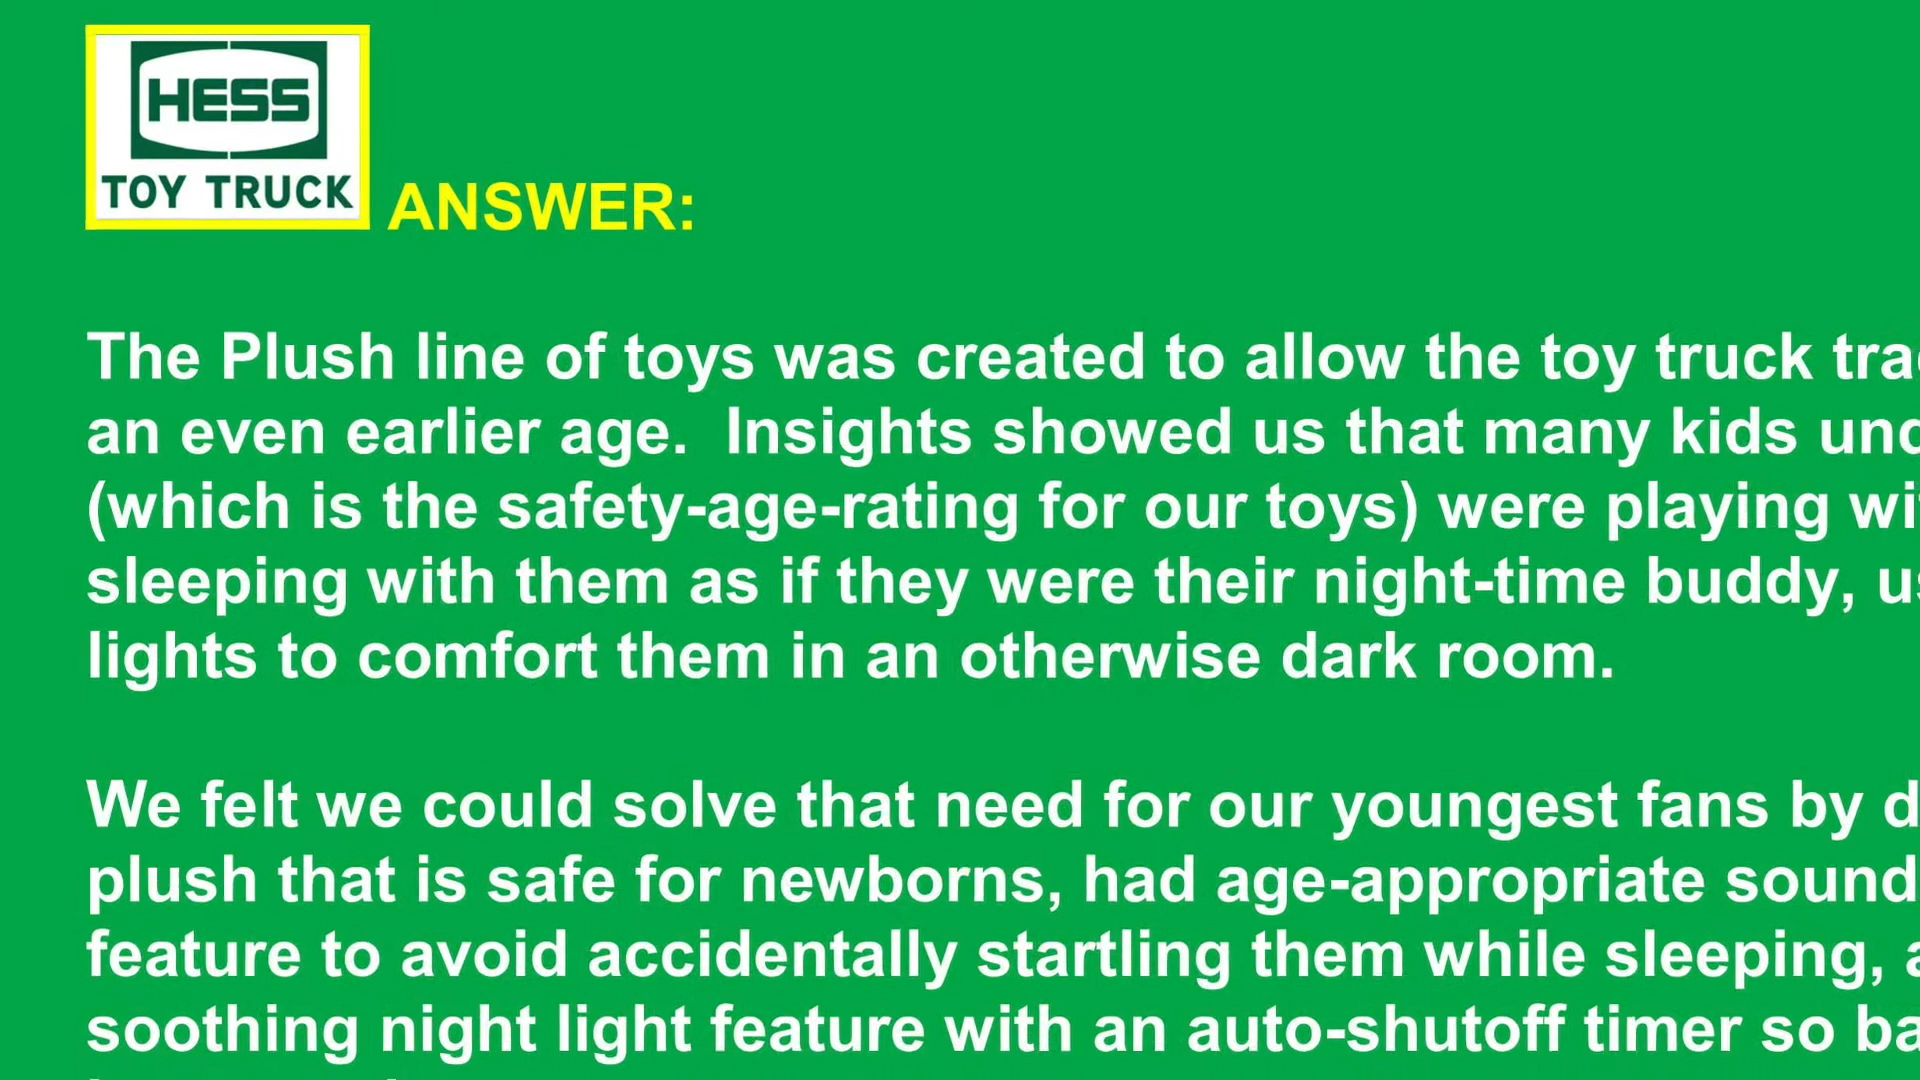 HESS
TOY TRUCK
ANSWER:
The Plush line of toys was created to allow the toy truck
an even earlier age.  Insights showed us that many kids
(which is the safety-age-rating for our toys) were playing
sleeping with them as if they were their night-time buddy,
lights to comfort them in an otherwise dark room.
We felt we could solve that need for our youngest fans by
plush that is safe for newborns, had age-appropriate sound
feature to avoid accidentally startling them while sleeping,
soothing night light feature with an auto-shutoff timer so